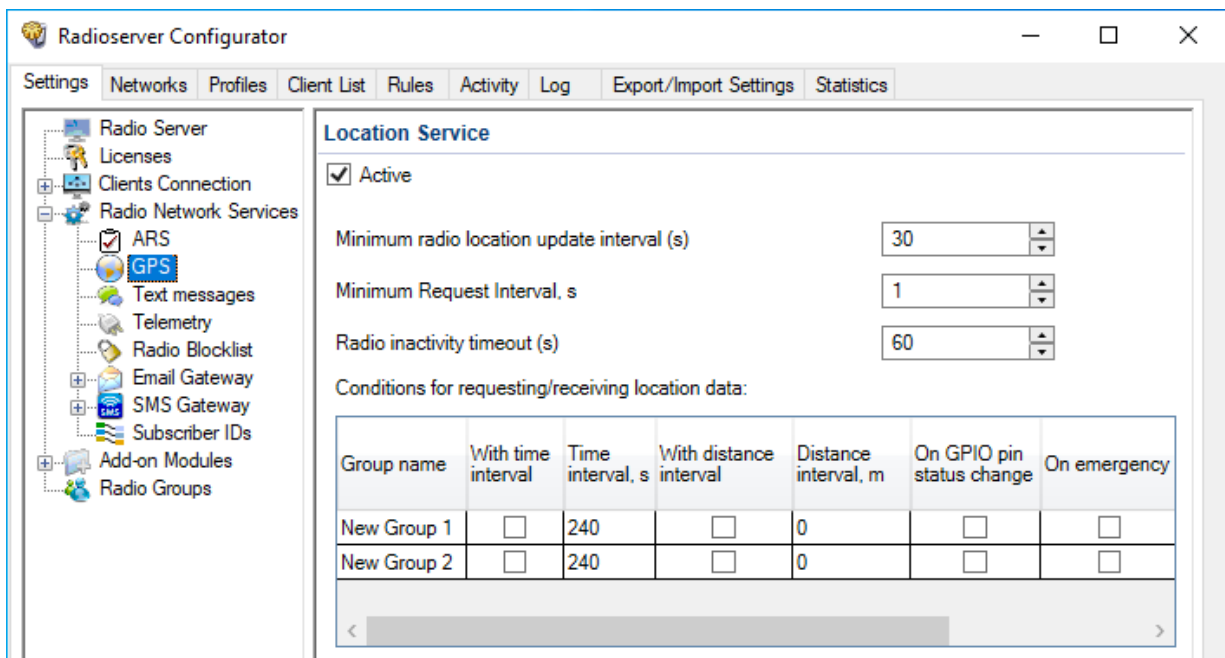 Radioserver Configurator
Settings Networks Profiles Client List Rules Activity Log Export/Import Settings Statistics
Radio Server
Licenses
Clients Connection
Radio Network Services
ARS
GPS
Text messages
Telemetry
Radio Blocklist
Email Gateway
SMS
SMS Gateway
Subscriber IDs
Add-on Modules
Radio Groups
Location Service
Active
Minimum radio location update interval (s) 30
Minimum Request Interval, s 1
Radio inactivity timeout (s) 60
Conditions for requesting/receiving location data:
Group name With time interval Time interval, s With distance interval Distance interval, m On GPIO pin status change On emergency
New Group 1 240 0
New Group 2 240 0